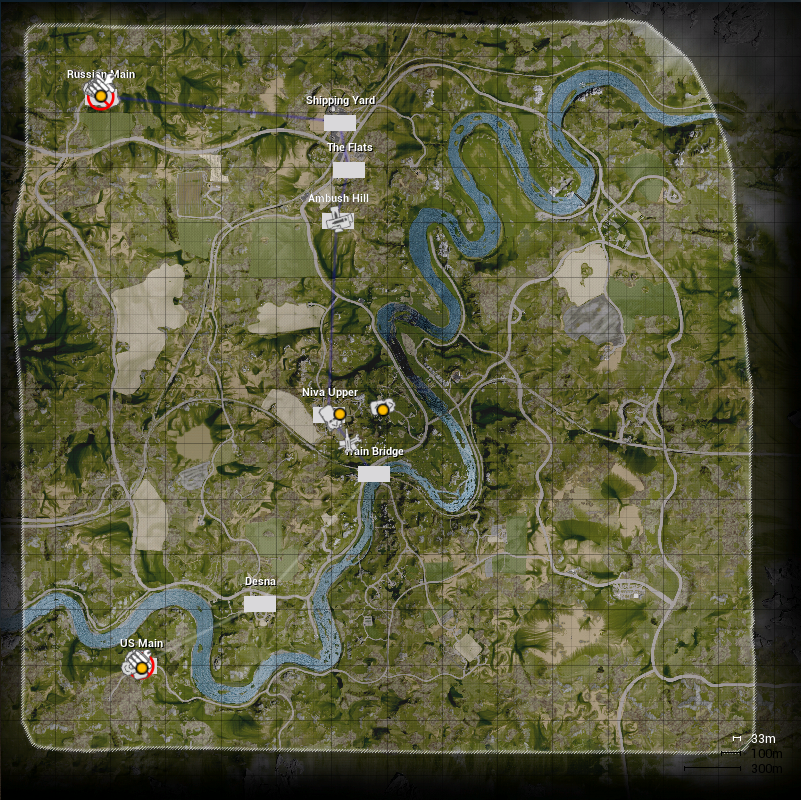 Russian Main
Shipping Yard
The Flats
Ambush Hill
Niva Upper
Train Bridge
Desna
US Main
33m
100m
300m